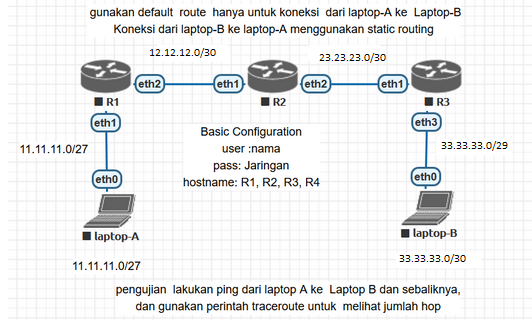 gunakan default route hanya untuk koneksi dari laptop-A ke Laptop-B
Koneksi dari laptop-B ke laptop-A menggunakan static routing
12.12.12.0/30
23.23.23.0/30
eth2
eth1
eth2
eth1
R1
R2
R3
eth1
eth3
Basic Configuration
user :nama
pass: Jaringan
hostname: R1, R2, R3, R4
11.11.11.0/27
33.33.33.0/29
eth0
eth0
laptop-A
laptop-B
11.11.11.0/27
33.33.33.0/30
pengujian lakukan ping dari laptop A ke Laptop B dan sebaliknya,
dan gunakan perintah traceroute untuk melihat jumlah hop